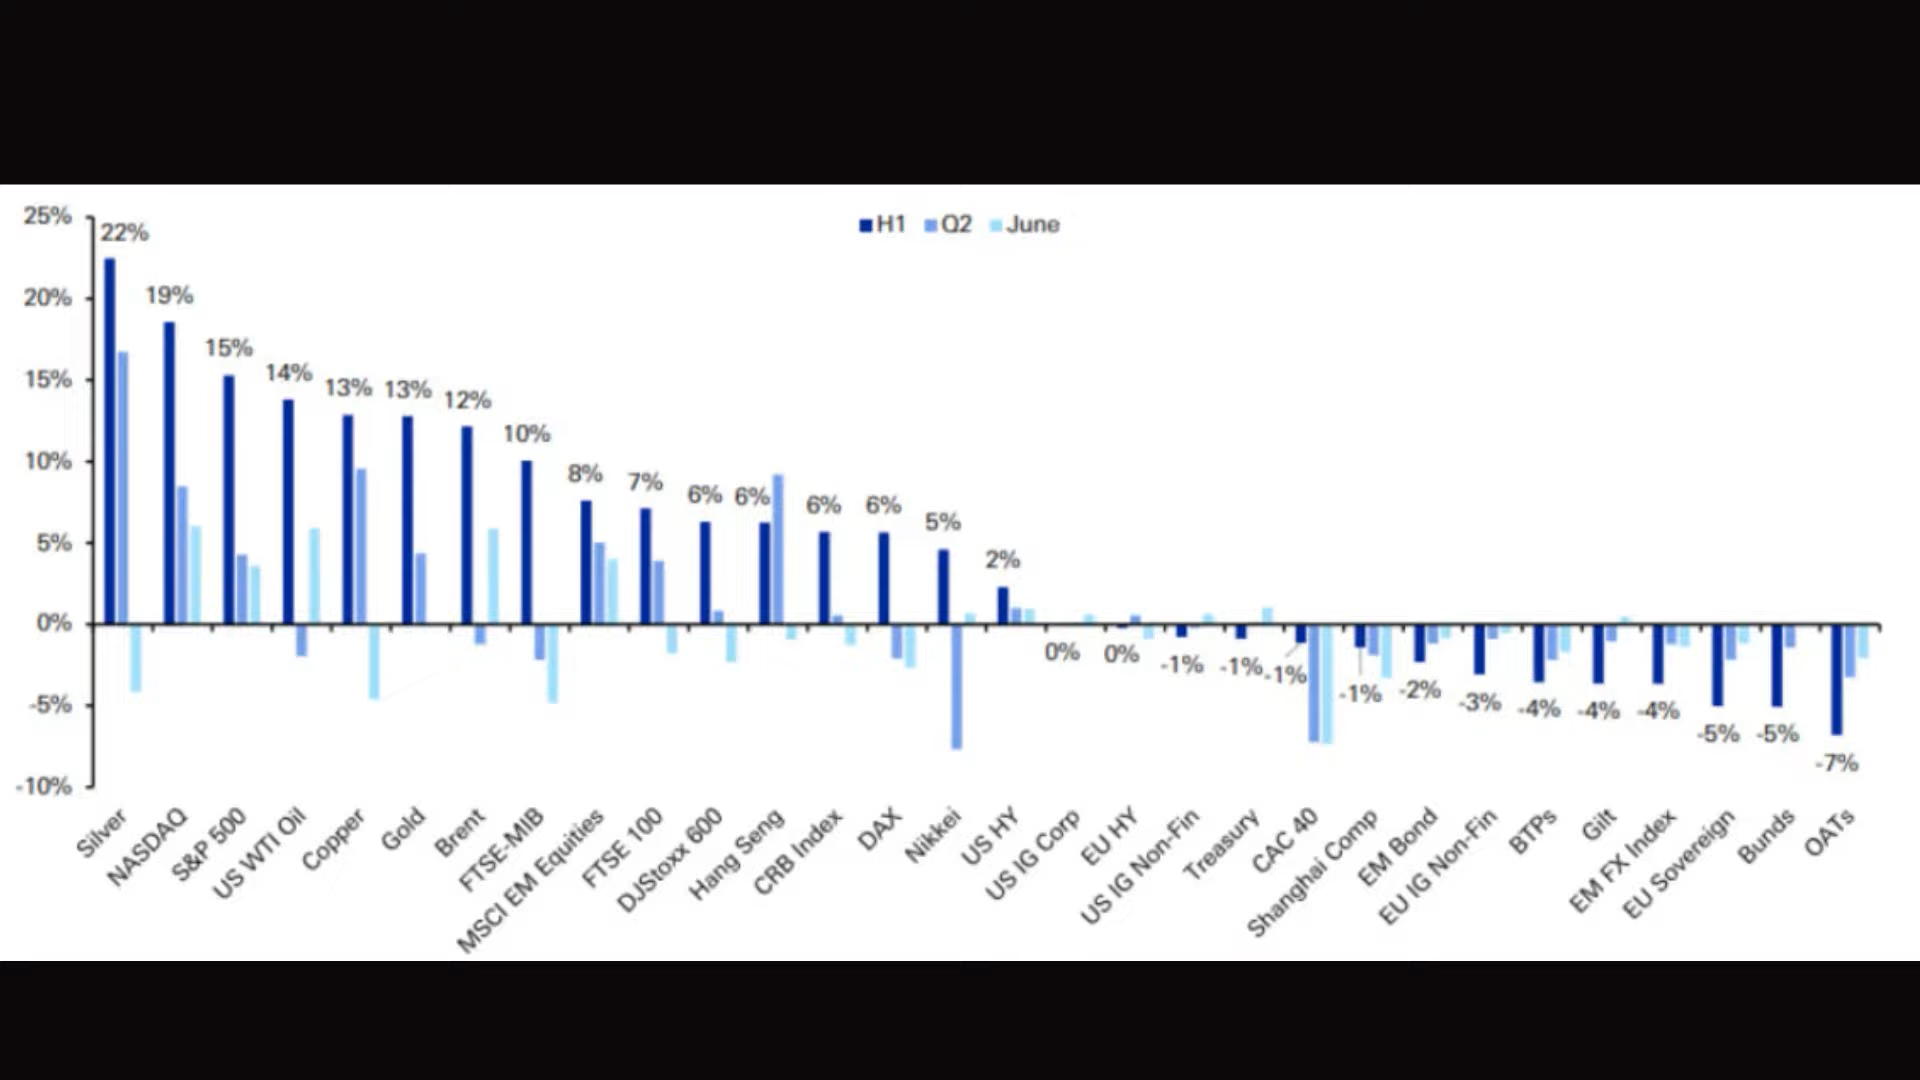 H1 Q2 June
25%
20%
15%
10%
5%
0%
-5%
-10%
22%
19%
15%
14%
13%
13%
12%
10%
8%
7%
6%
6%
6%
6%
5%
2%
0%
0%
-1%
-1%
-1%
-1%
-2%
-3%
-4%
-4%
-4%
-5%
-5%
-7%
Silver
NASDAQ
S&P 500
US WTI Oil
Copper
Gold
Brent
FTSE-MIB
MSCI EM Equities
FTSE 100
DJStoxx 600
Hang Seng
CRB Index
DAX
Nikkei
US HY
US IG Corp
EU HY
US IG Non-Fin
Treasury
CAC 40
Shanghai Comp
EM Bond
EU IG Non-Fin
BTPs
Gilt
EM FX Index
EU Sovereign
Bunds
OATs